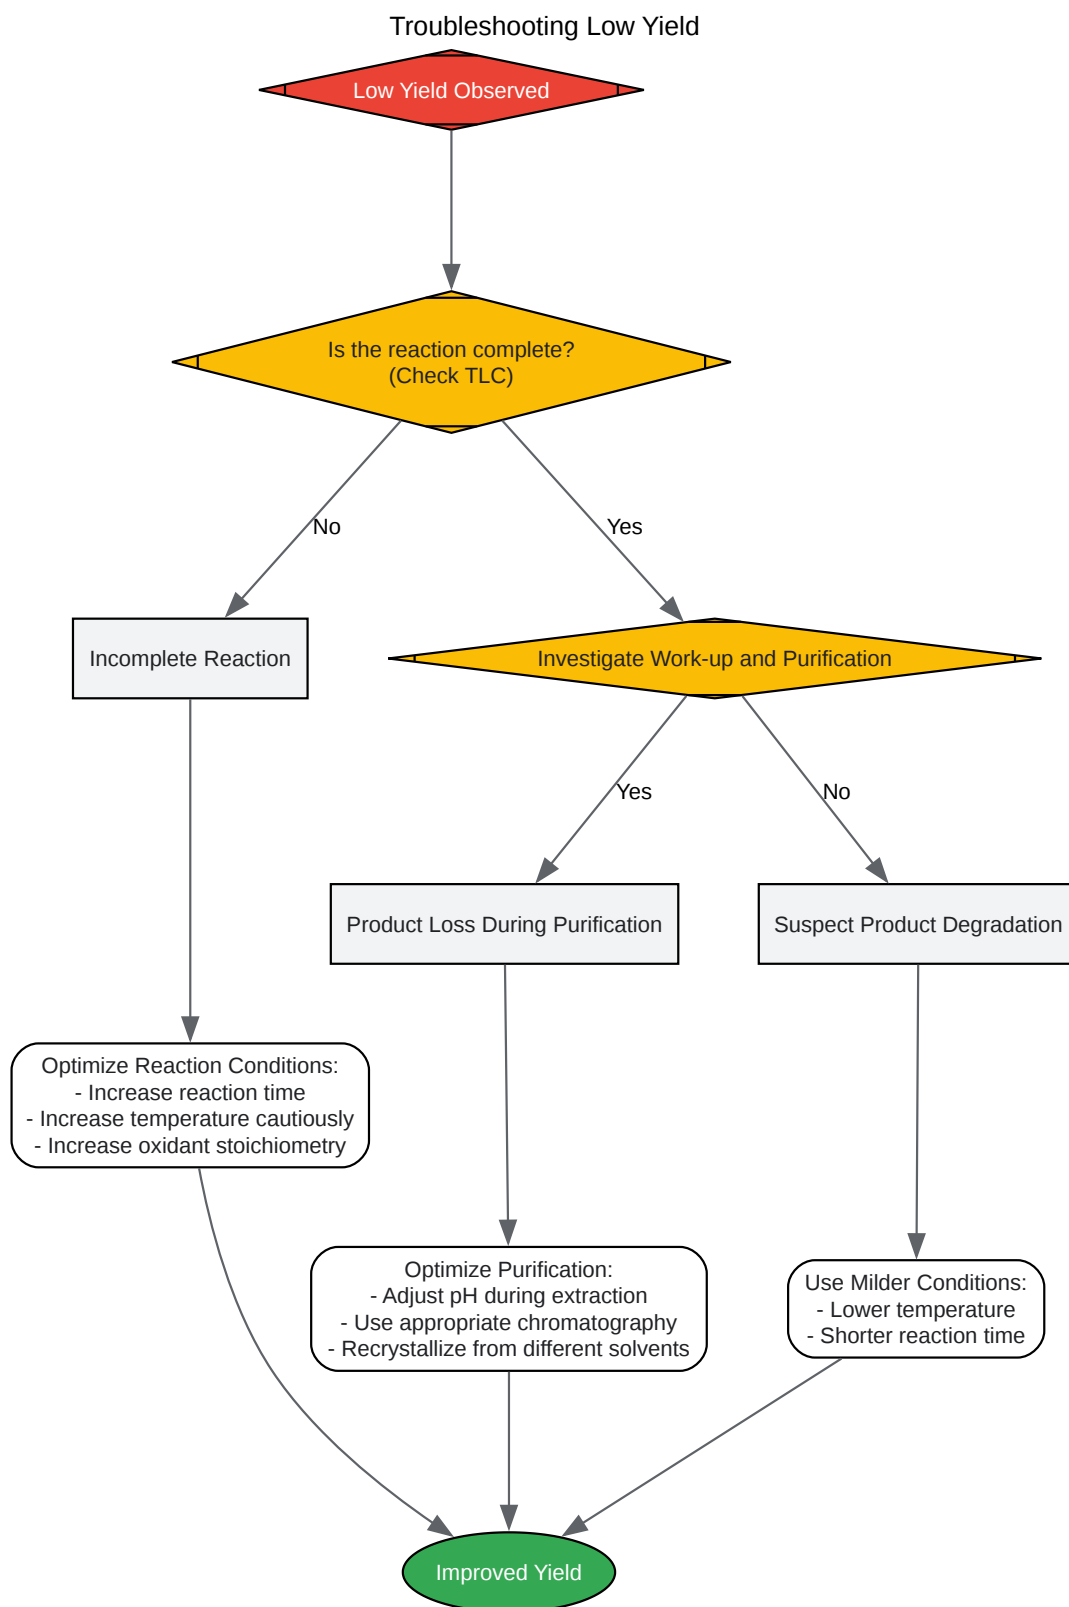 Troubleshooting Low Yield
Low Yield Observed
Is the reaction complete?
(Check TLC)
No
Yes
Incomplete Reaction
Investigate Work-up and Purification
Yes
No
Product Loss During Purification
Suspect Product Degradation
Optimize Reaction Conditions:
- Increase reaction time
- Increase temperature cautiously
- Increase oxidant stoichiometry
Optimize Purification:
- Adjust pH during extraction
- Use appropriate chromatography
- Recrystallize from different solvents
Use Milder Conditions:
- Lower temperature
- Shorter reaction time
Improved Yield